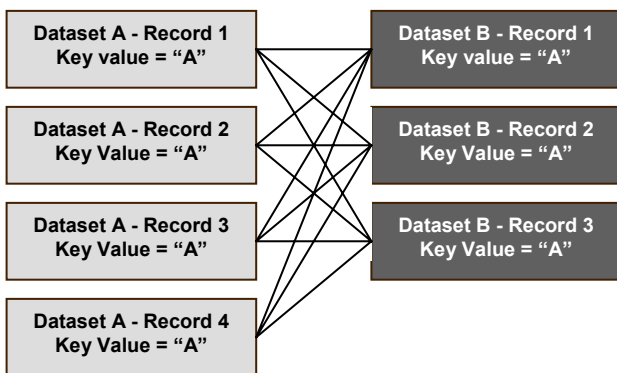 Dataset A - Record 1
Key value = “A”
Dataset B - Record 1
Key value = “A”
Dataset A - Record 2
Key Value = “A”
Dataset B - Record 2
Key Value = “A”
Dataset A - Record 3
Key Value = “A”
Dataset B - Record 3
Key Value = “A”
Dataset A - Record 4
Key Value = “A”